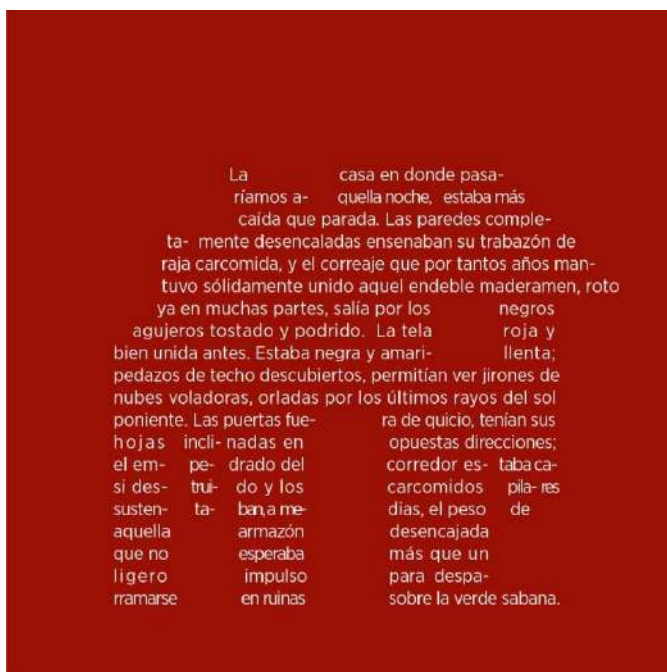 La casa en donde pasa-
ríamos a- quella noche, estaba más
caída que parada. Las paredes comple-
ta- mente desencaladas ensenaban su trabazón de
raja carcomida, y el correaje que por tantos años man-
tuvo sólidamente unido aquel endeble maderamen, roto
ya en muchas partes, salía por los negros
agujeros tostado y podrido. La tela roja y
bien unida antes. Estaba negra y amari- llenta;
pedazos de techo descubiertos, permitían ver jirones de
nubes voladoras, orladas por los últimos rayos del sol
poniente. Las puertas fue- ra de quicio, tenían sus
hojas incli- nadas en opuestas direcciones;
el em- pe- drado del corredor es- taba ca-
si des- trui- do y los carcomidos pila- res
susten- ta- ban, a me- dias, el peso de
aquella armazón desencajada
que no esperaba más que un
ligero impulso para despa-
rramarse en ruinas sobre la verde sabana.